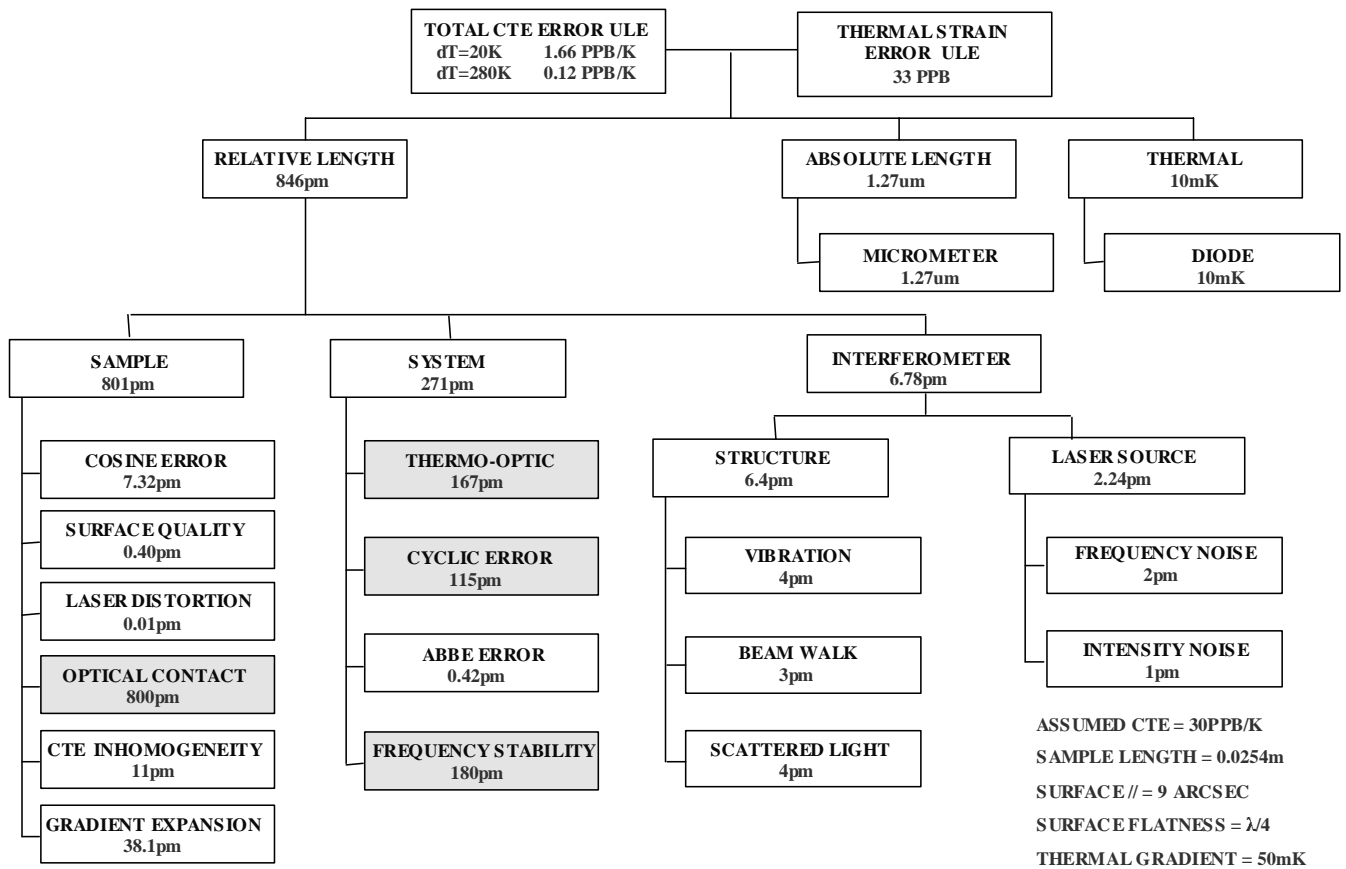 TOTAL CTE ERROR ULE
dT=20K 1.66 PPB/K
dT=280K 0.12 PPB/K
THERMAL STRAIN
ERROR ULE
33 PPB
RELATIVE LENGTH
846pm
ABSOLUTE LENGTH
1.27um
THERMAL
10mK
MICROMETER
1.27um
DIODE
10mK
SAMPLE
801pm
SYSTEM
271pm
INTERFEROMETER
6.78pm
COSINE ERROR
7.32pm
SURFACE QUALITY
0.40pm
LASER DISTORTION
0.01pm
OPTICAL CONTACT
800pm
CTE INHOMOGENEITY
11pm
GRADIENT EXPANSION
38.1pm
THERMO-OPTIC
167pm
CYCLIC ERROR
115pm
ABBE ERROR
0.42pm
FREQUENCY STABILITY
180pm
STRUCTURE
6.4pm
VIBRATION
4pm
BEAM WALK
3pm
SCATTERED LIGHT
4pm
LASER SOURCE
2.24pm
FREQUENCY NOISE
2pm
INTENSITY NOISE
1pm
ASSUMED CTE = 30PPB/K
SAMPLE LENGTH = 0.0254m
SURFACE // = 9 ARCSEC
SURFACE FLATNESS = λ/4
THERMAL GRADIENT = 50mK